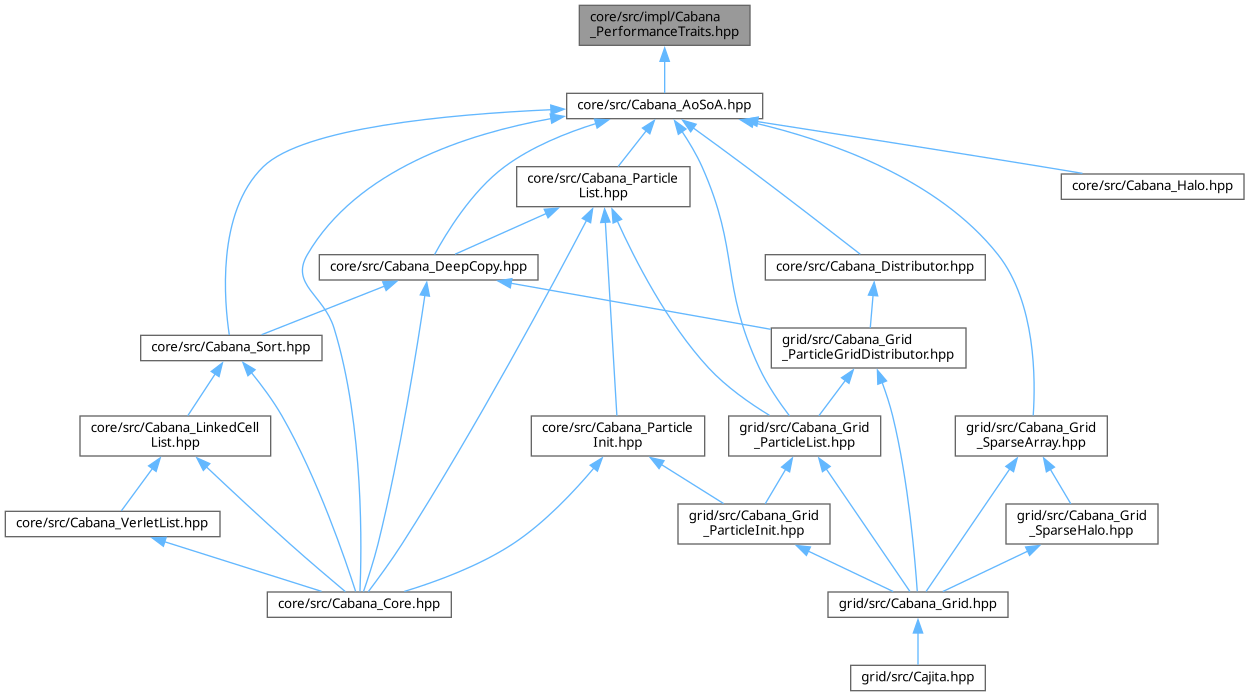 core/src/impl/Cabana
_PerformanceTraits.hpp
core/src/Cabana_AoSoA.hpp
core/src/Cabana_Particle
List.hpp
core/src/Cabana_Halo.hpp
core/src/Cabana_DeepCopy.hpp
core/src/Cabana_Distributor.hpp
core/src/Cabana_Sort.hpp
grid/src/Cabana_Grid
_ParticleGridDistributor.hpp
core/src/Cabana_LinkedCell
List.hpp
core/src/Cabana_Particle
Init.hpp
grid/src/Cabana_Grid
_ParticleList.hpp
grid/src/Cabana_Grid
_SparseArray.hpp
core/src/Cabana_VerletList.hpp
grid/src/Cabana_Grid
_ParticleInit.hpp
grid/src/Cabana_Grid
_SparseHalo.hpp
core/src/Cabana_Core.hpp
grid/src/Cabana_Grid.hpp
grid/src/Cajita.hpp